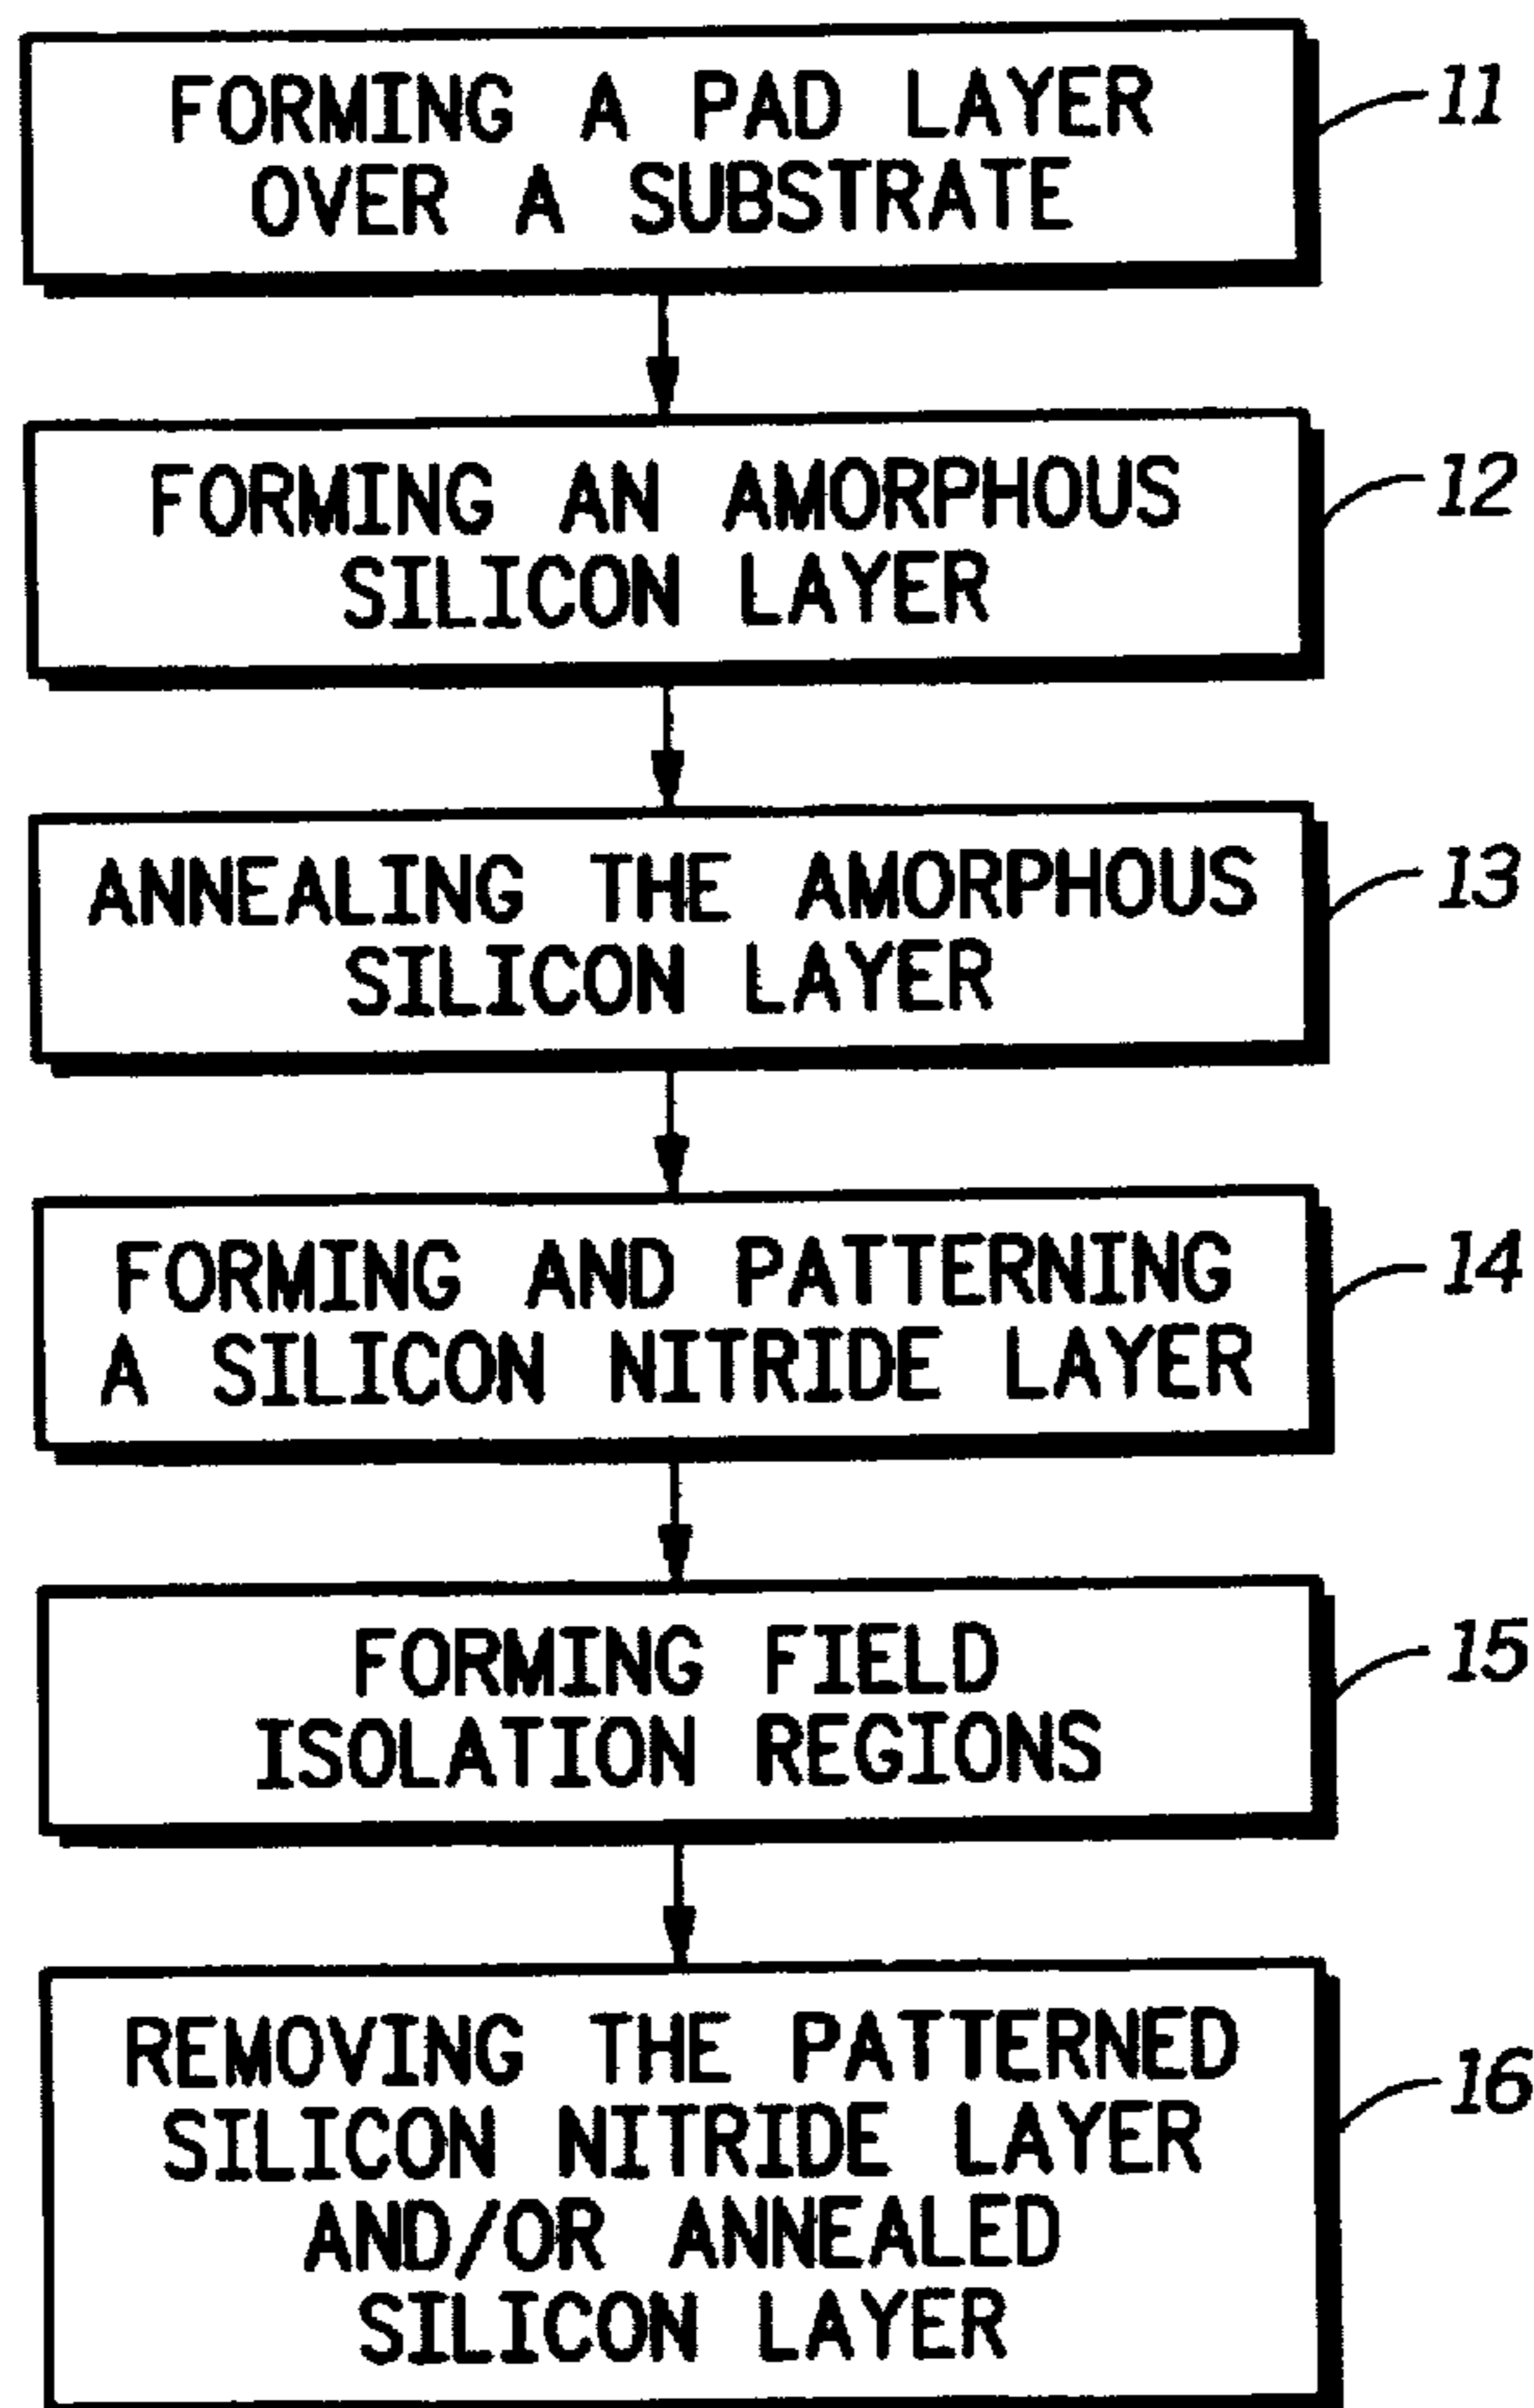 FORMING A PAD LAYER
OVER A SUBSTRATE
11
FORMING AN AMORPHOUS
SILICON LAYER
12
ANNEALING THE AMORPHOUS
SILICON LAYER
13
FORMING AND PATTERNING
A SILICON NITRIDE LAYER
14
FORMING FIELD
ISOLATION REGIONS
15
REMOVING THE PATTERNED
SILICON NITRIDE LAYER
AND/OR ANNEALED
SILICON LAYER
16